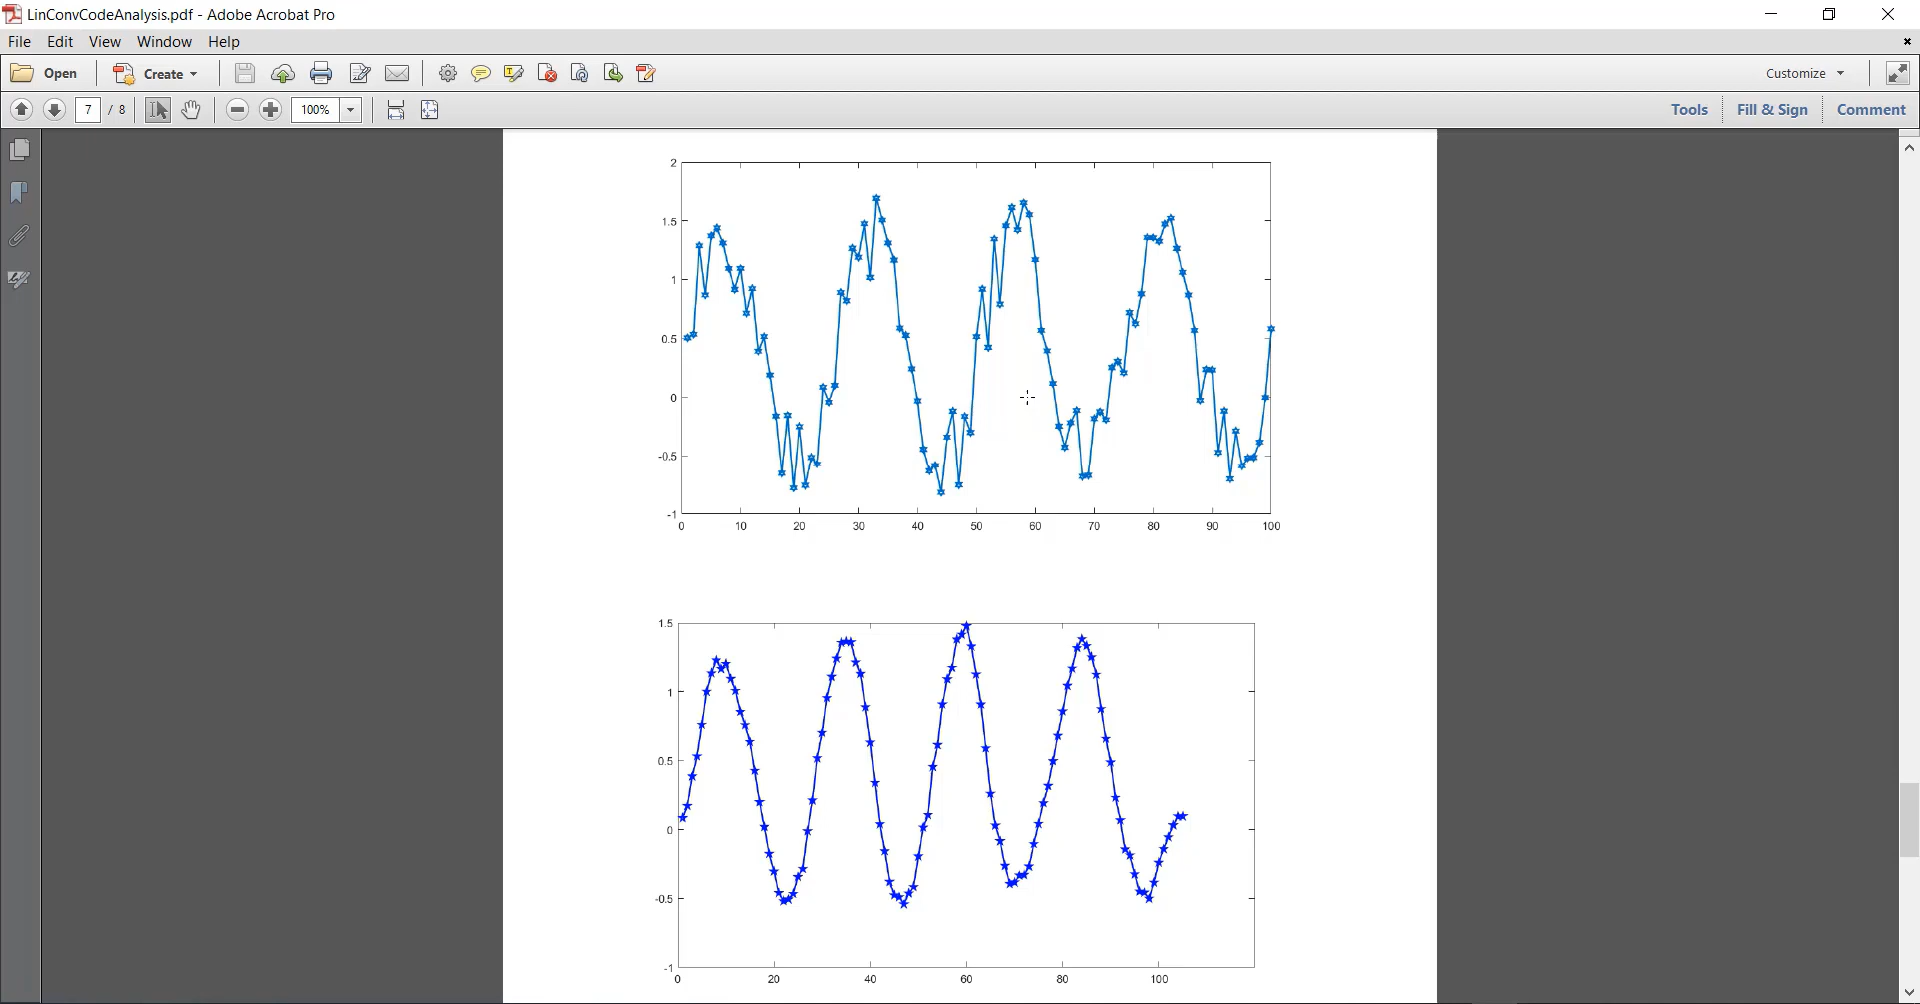 LinConvCodeAnalysis.pdf - Adobe Acrobat Pro
File Edit View Window Help
Open Create Customize
7 / 8 100% Tools Fill & Sign Comment
2
1.5
1
0.5
0
-0.5
-1
0 10 20 30 40 50 60 70 80 90 100
1.5
1
0.5
0
-0.5
-1
0 20 40 60 80 100